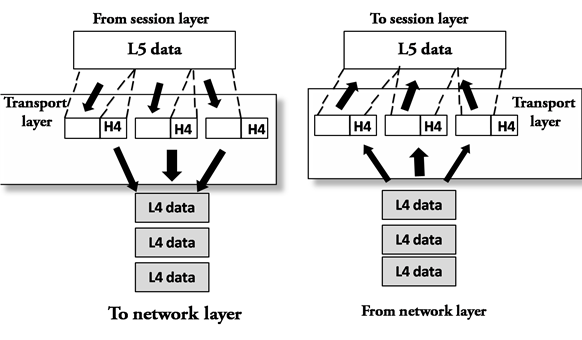 From session layer
L5 data
Transport
layer
H4
H4
H4
L4 data
L4 data
L4 data
To network layer
To session layer
L5 data
Transport
layer
H4
H4
H4
L4 data
L4 data
L4 data
From network layer